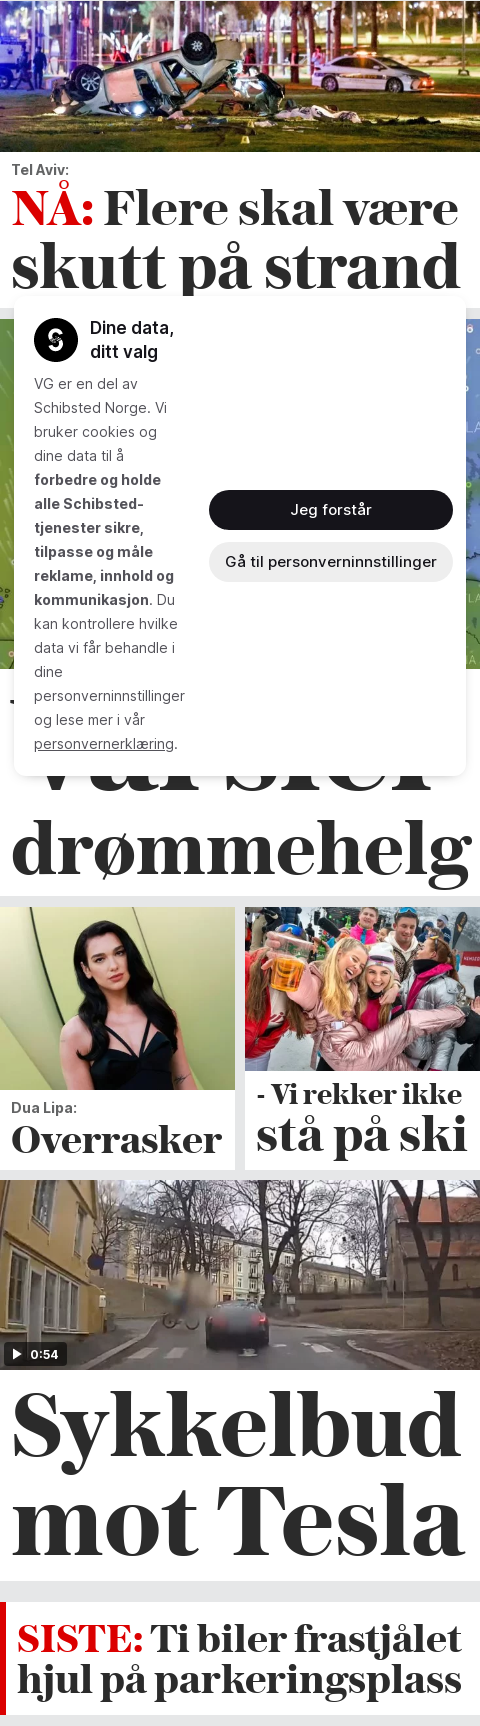 Tel Aviv:
NÅ: Flere skal være
skutt på strand
Dine data,
ditt valg
VG er en del av
Schibsted Norge. Vi
bruker cookies og
dine data til å
forbedre og holde
alle Schibsted-
tjenester sikre,
tilpasse og måle
reklame, innhold og
kommunikasjon. Du
kan kontrollere hvilke
data vi får behandle i
dine
personverninnstillinger
og lese mer i vår
personvernerklæring.
Jeg forstår
Gå til personverninnstillinger
drømmehelg
Dua Lipa:
Overrasker
- Vi rekker ikke
stå på ski
0:54
Sykkelbud
mot Tesla
SISTE: Ti biler frastjålet
hjul på parkeringsplass